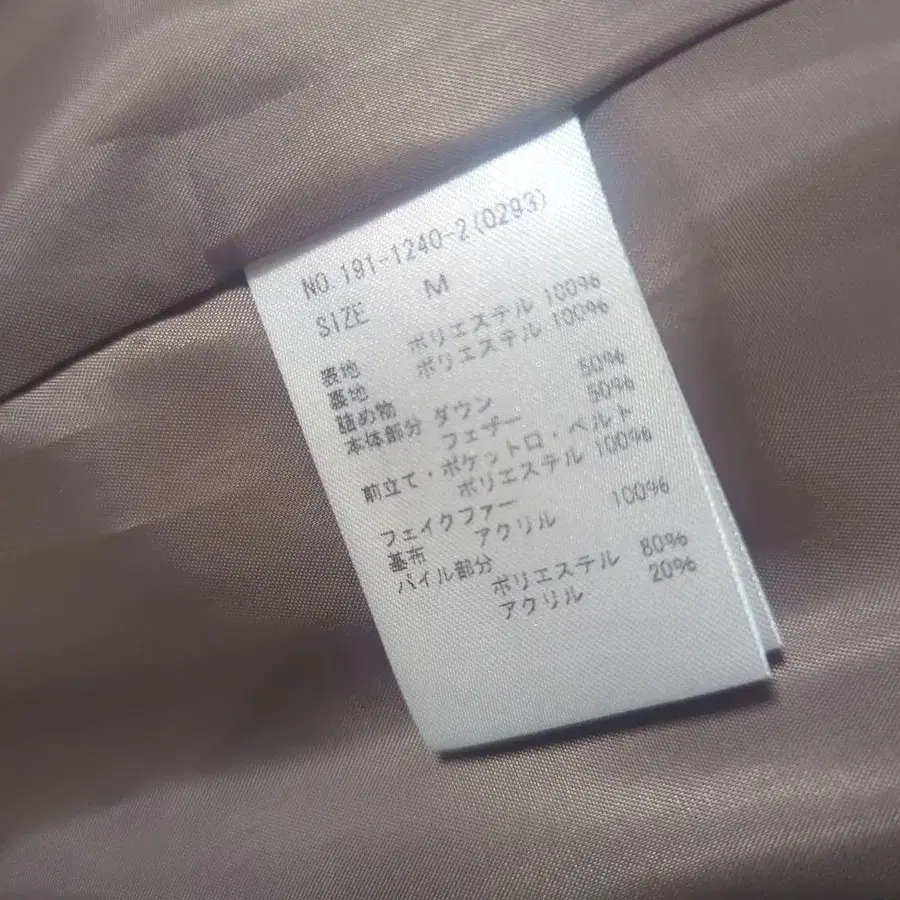 NO.191-1240-2(0293)
SIZE M
表地 ポリエステル 100%
裏地 ポリエステル 100%
詰め物
本体部分 ダウン 50%
フェザー 50%
前立て・ポケット口・ベルト
ポリエステル 100%
フェイクファー
基布 アクリル 100%
パイル部分
ポリエステル 80%
アクリル 20%